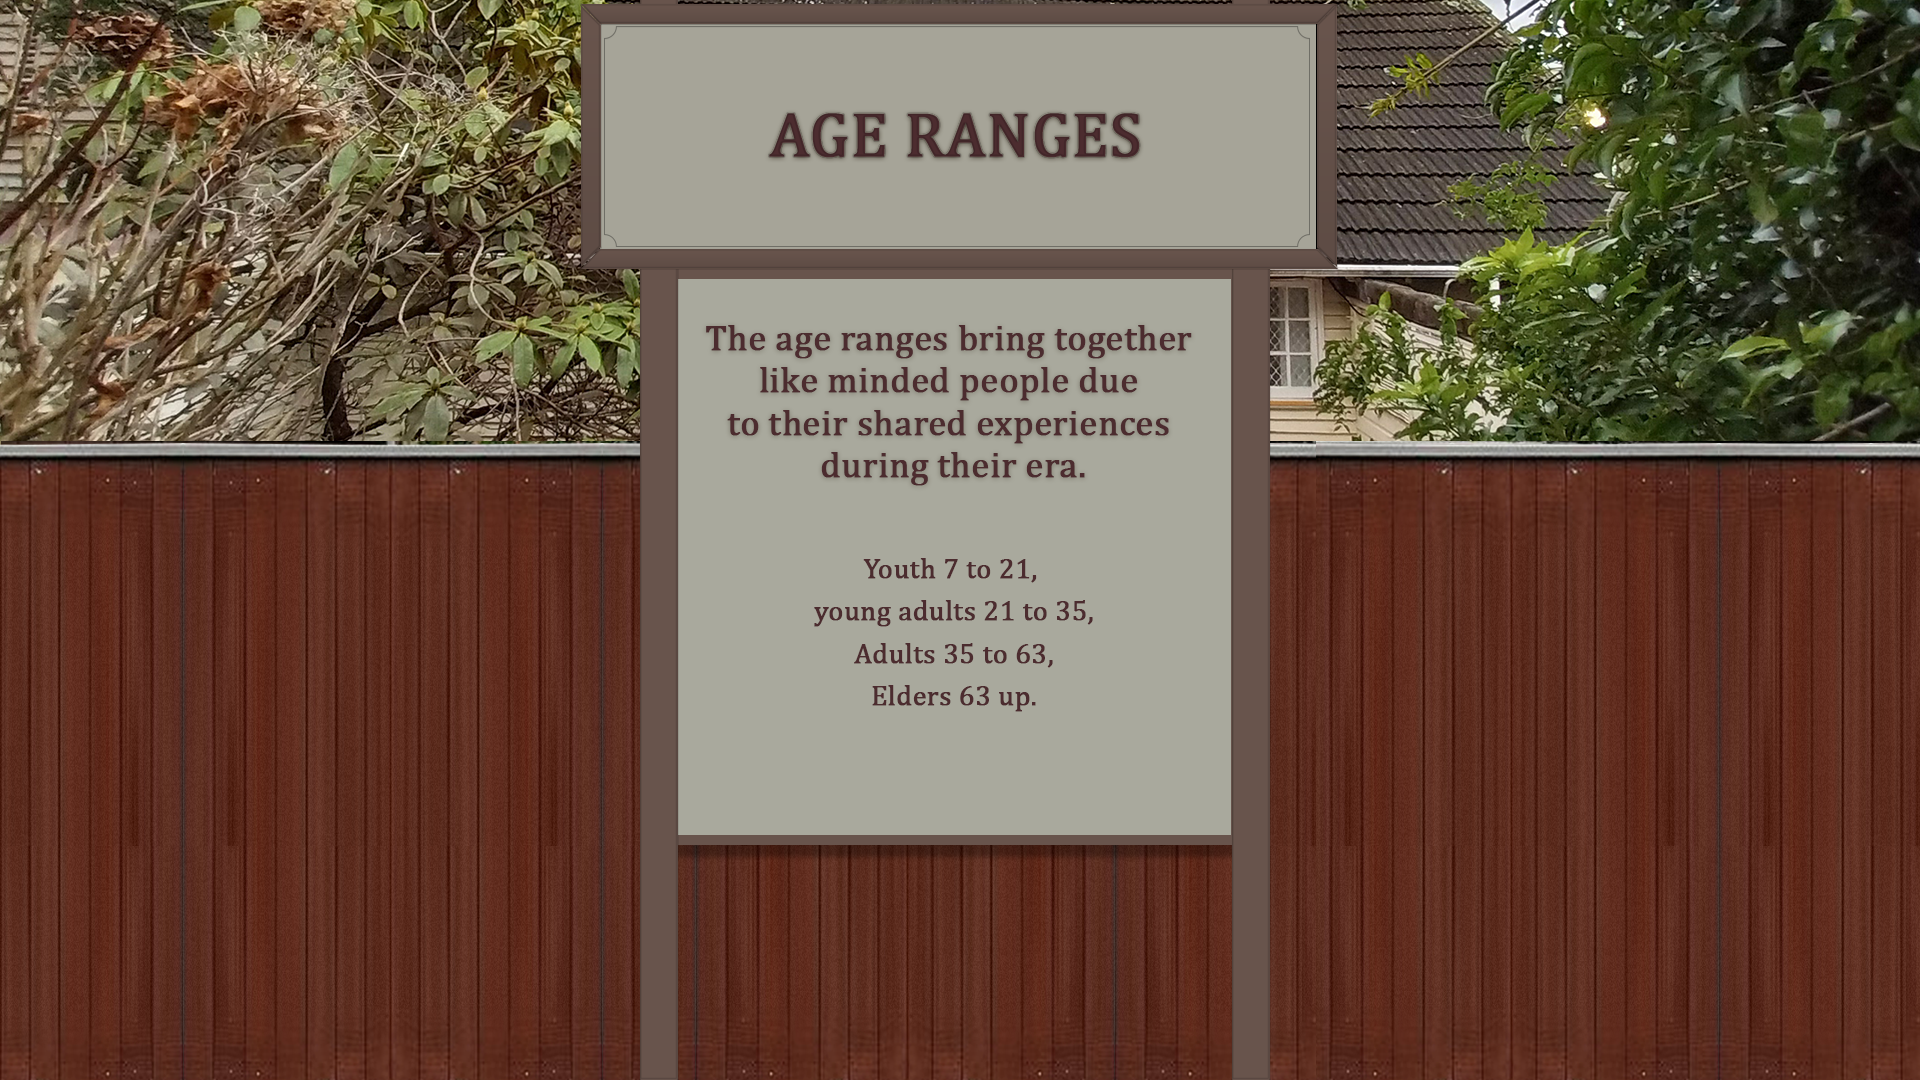 AGE RANGES
The age ranges bring together
like minded people due
to their shared experiences
during their era.
Youth 7 to 21,
young adults 21 to 35,
Adults 35 to 63,
Elders 63 up.